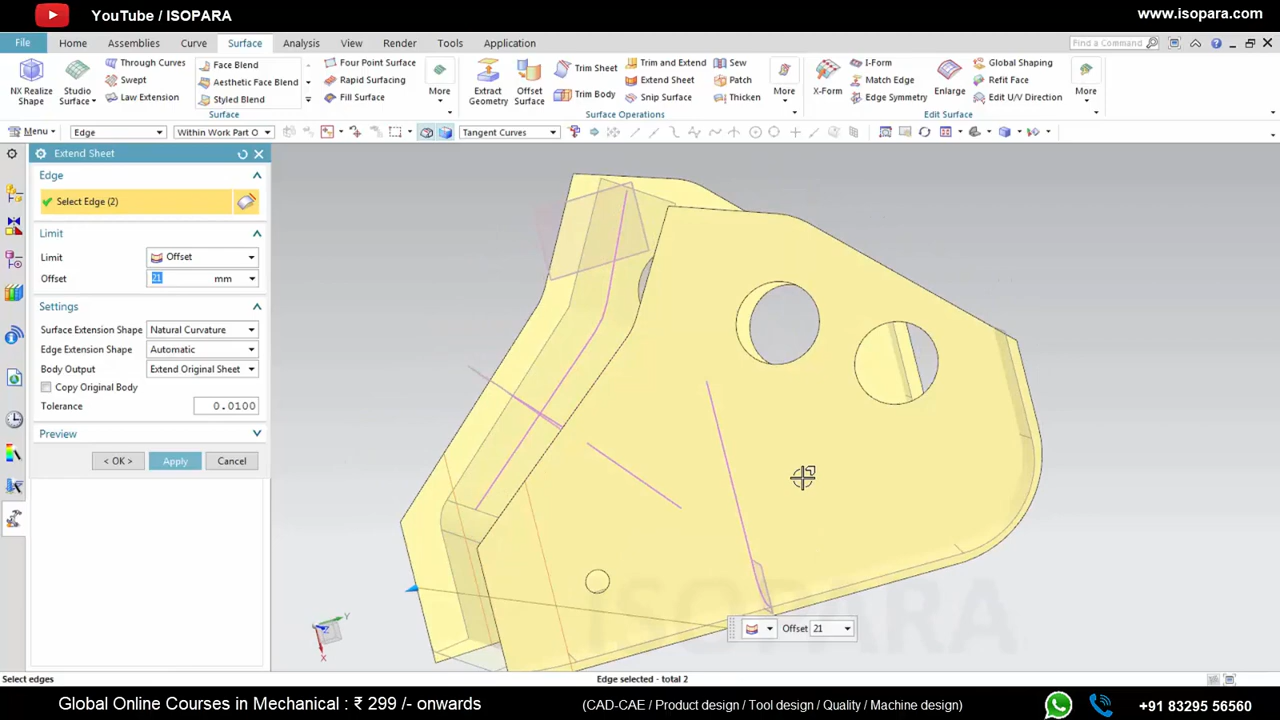 YouTube / ISOPARA
www.isopara.com
File Home Assemblies Curve Surface Analysis View Render Tools Application Find a Command
NX Realize Shape
Studio Surface
Through Curves
Swept
Law Extension
Face Blend
Aesthetic Face Blend
Styled Blend
Four Point Surface
Rapid Surfacing
Fill Surface
More
Surface
Extract Geometry
Offset Surface
Trim Sheet
Trim Body
Trim and Extend
Extend Sheet
Snip Surface
Sew
Patch
Thicken
More
Surface Operations
X-Form
I-Form
Match Edge
Edge Symmetry
Enlarge
Global Shaping
Refit Face
Edit U/V Direction
More
Edit Surface
Menu Edge Within Work Part O Tangent Curves
Extend Sheet
Edge
Select Edge (2)
Limit
Limit Offset
Offset 21 mm
Settings
Surface Extension Shape Natural Curvature
Edge Extension Shape Automatic
Body Output Extend Original Sheet
Copy Original Body
Tolerance 0.0100
Preview
< OK > Apply Cancel
Offset 21
ISOPARA
Y
Z
X
Select edges
Edge selected - total 2
Global Online Courses in Mechanical : ₹ 299 /- onwards
(CAD-CAE / Product design / Tool design / Quality / Machine design)
+91 83295 56560